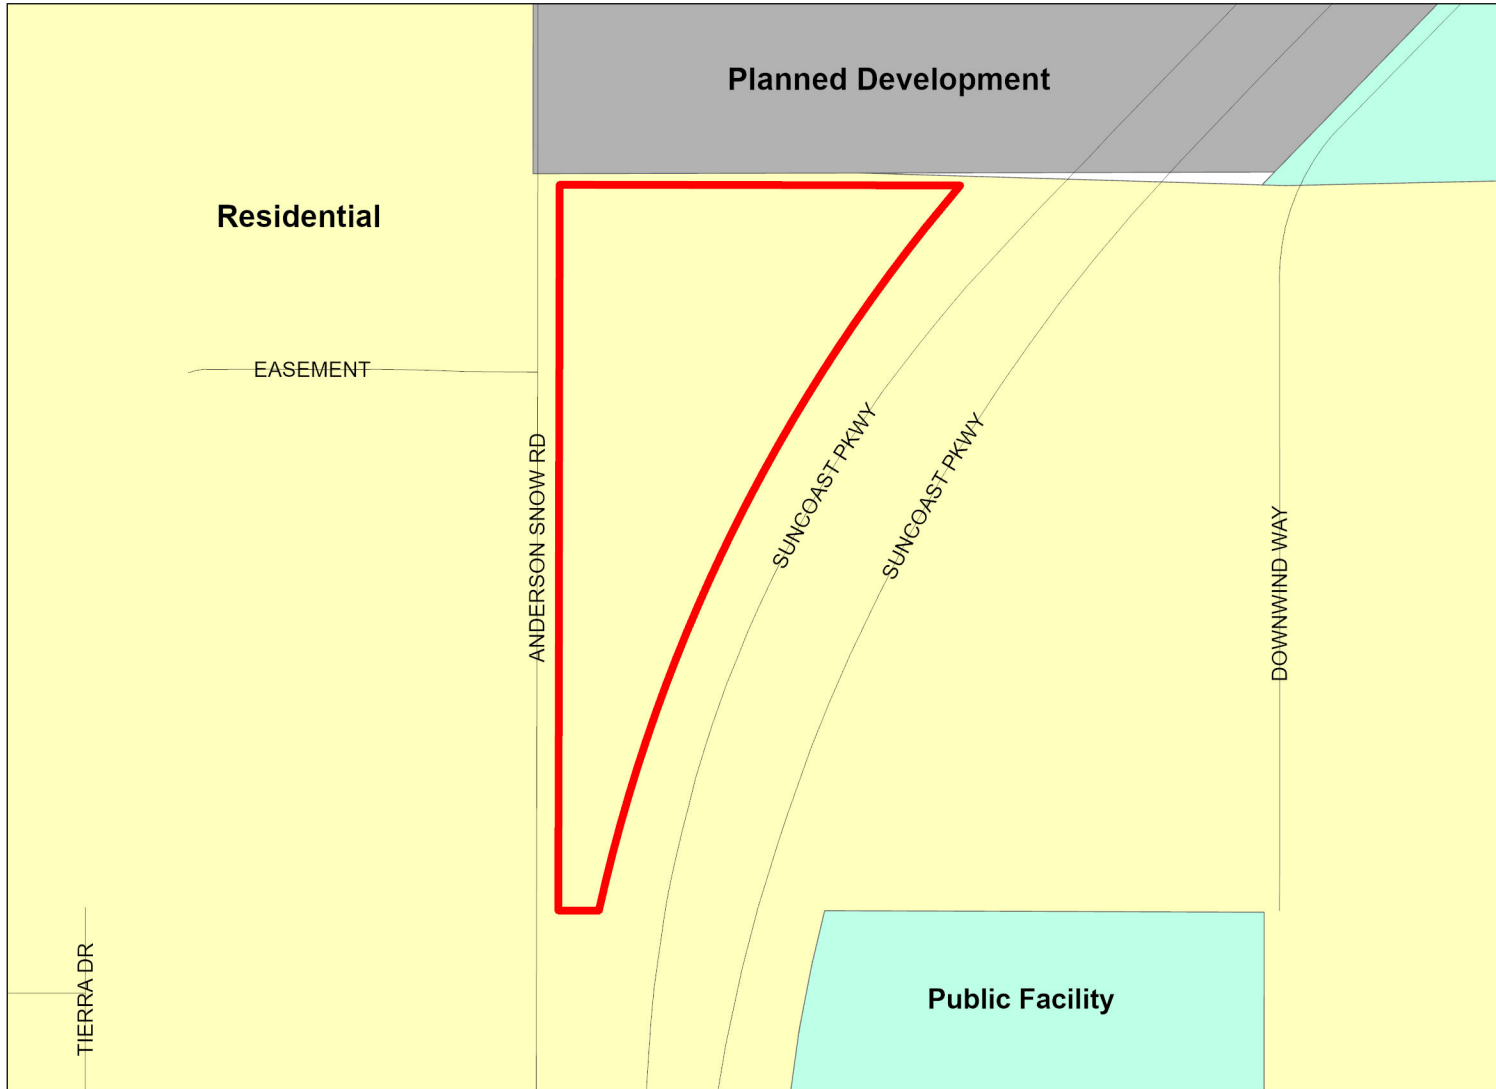 Planned Development
Residential
EASEMENT
ANDERSON SNOW RD
SUNCOAST PKWY
SUNCOAST PKWY
DOWNWIND WAY
TIERRA DR
Public Facility